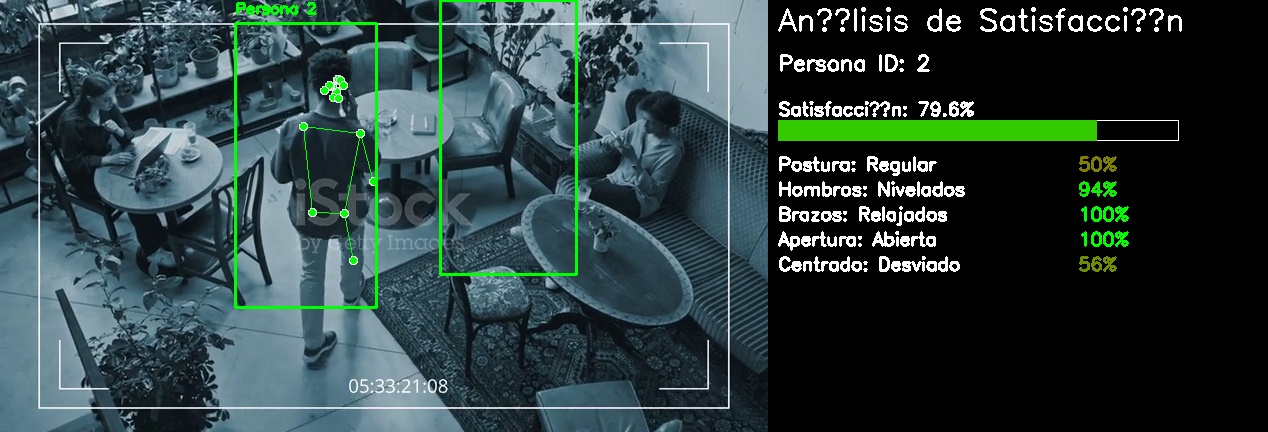 Persona 2
iStock
by Getty Images
05:33:21:08
An??lisis de Satisfacci??n
Persona ID: 2
Satisfacci??n: 79.6%
Postura: Regular 50%
Hombros: Nivelados 94%
Brazos: Relajados 100%
Apertura: Abierta 100%
Centrado: Desviado 56%